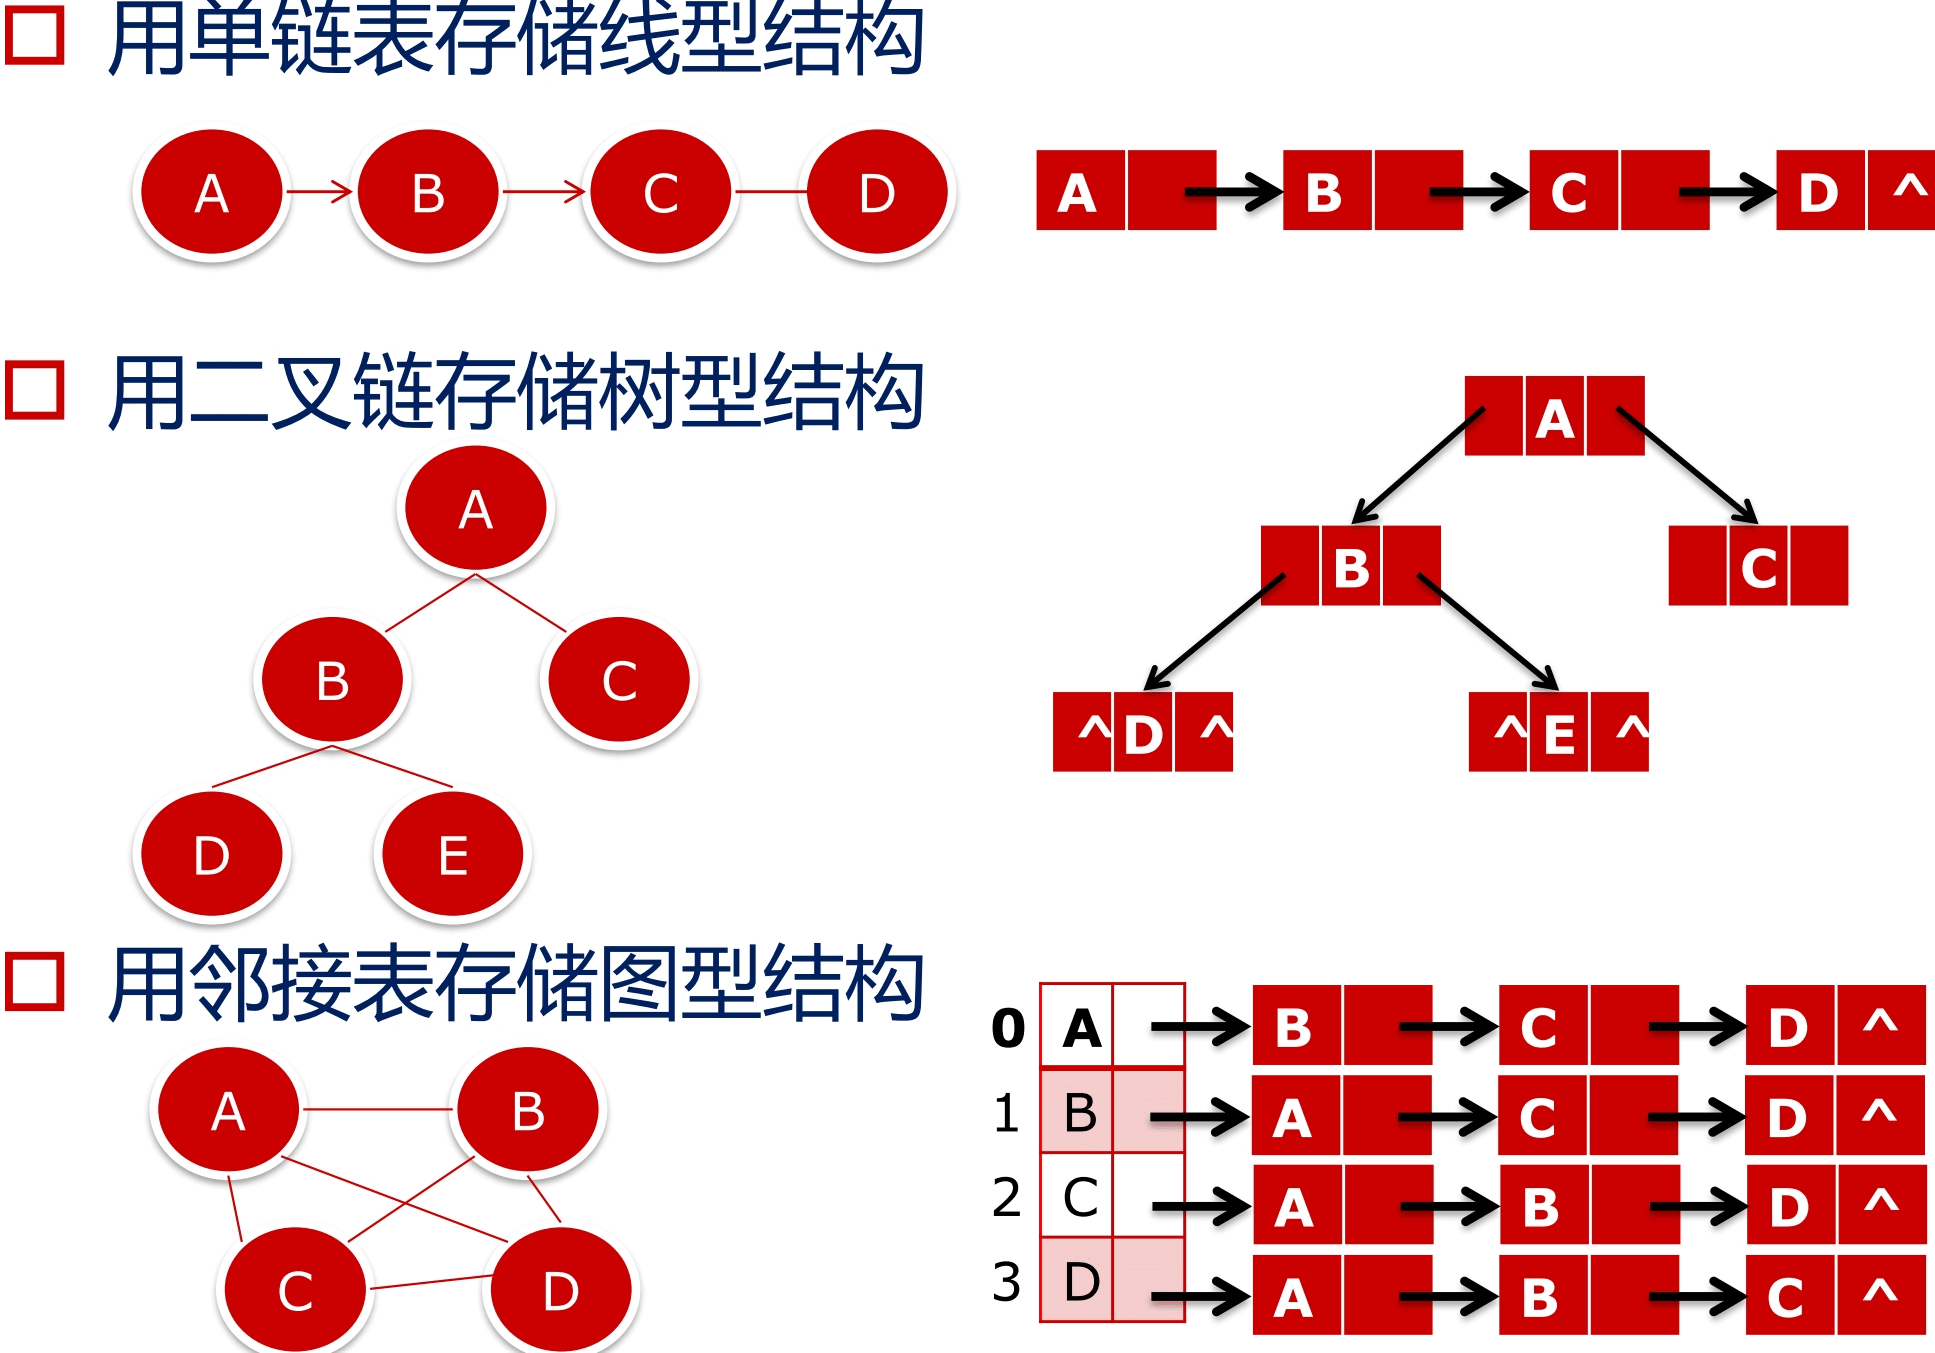 用单链表存储线型结构
A B C D A B C D ^
用二叉链存储树型结构
A
A
B C
B C
D E
^ D ^ ^ E ^
用邻接表存储图型结构
0 A B C D ^
A B
1 B A C D ^
2 C A B D ^
C D
3 D A B C ^